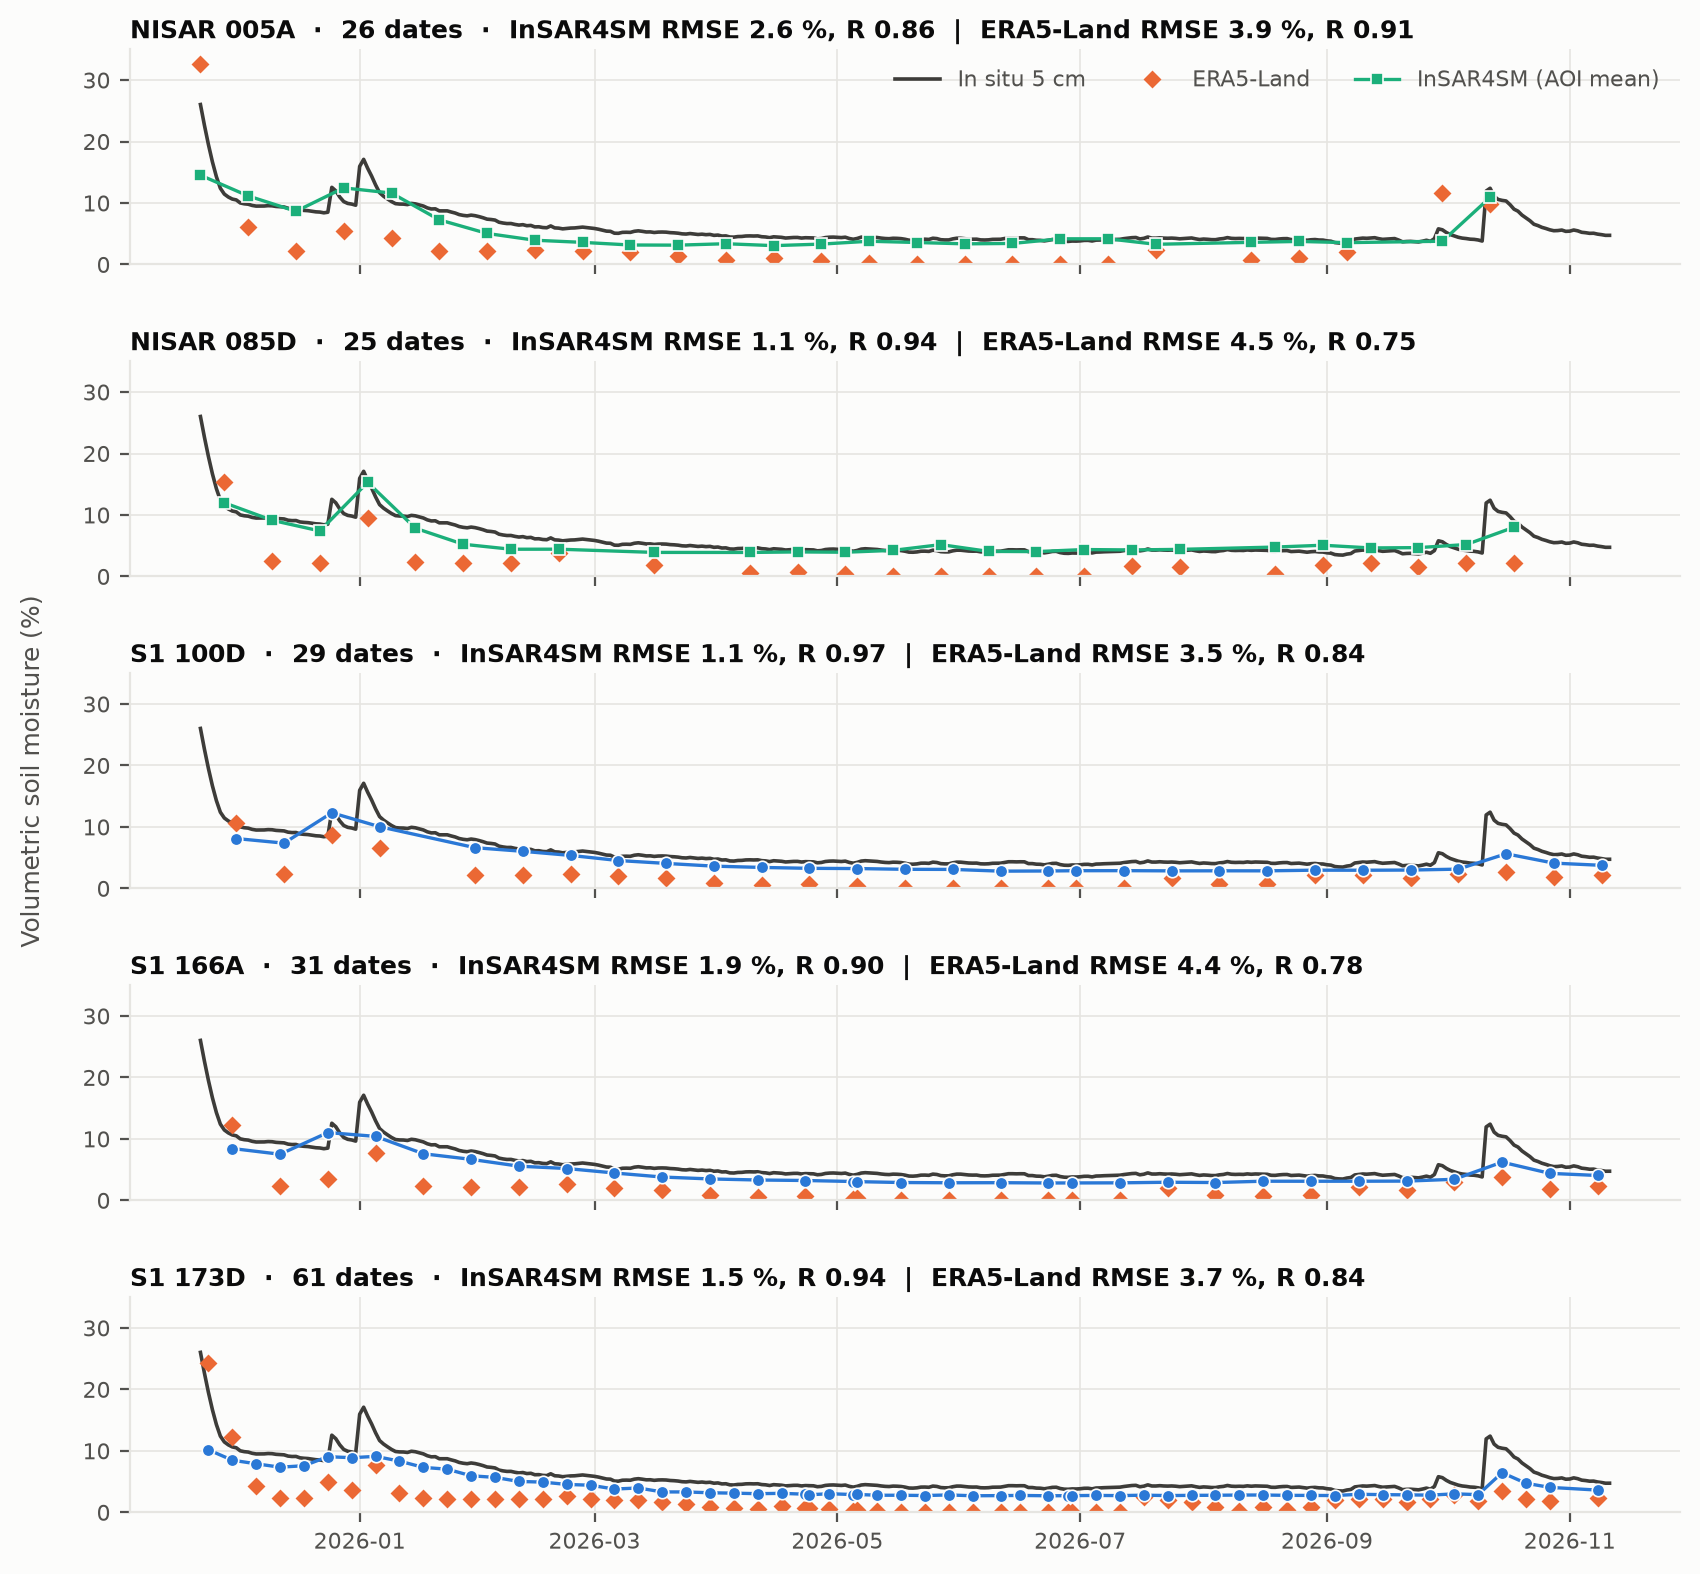 NISAR 005A · 26 dates · InSAR4SM RMSE 2.6 %, R 0.86 | ERA5-Land RMSE 3.9 %, R 0.91
In situ 5 cm ERA5-Land InSAR4SM (AOI mean)
30
20
10
0
NISAR 085D · 25 dates · InSAR4SM RMSE 1.1 %, R 0.94 | ERA5-Land RMSE 4.5 %, R 0.75
30
20
10
0
Volumetric soil moisture (%)
S1 100D · 29 dates · InSAR4SM RMSE 1.1 %, R 0.97 | ERA5-Land RMSE 3.5 %, R 0.84
30
20
10
0
S1 166A · 31 dates · InSAR4SM RMSE 1.9 %, R 0.90 | ERA5-Land RMSE 4.4 %, R 0.78
30
20
10
0
S1 173D · 61 dates · InSAR4SM RMSE 1.5 %, R 0.94 | ERA5-Land RMSE 3.7 %, R 0.84
30
20
10
0
2026-01 2026-03 2026-05 2026-07 2026-09 2026-11